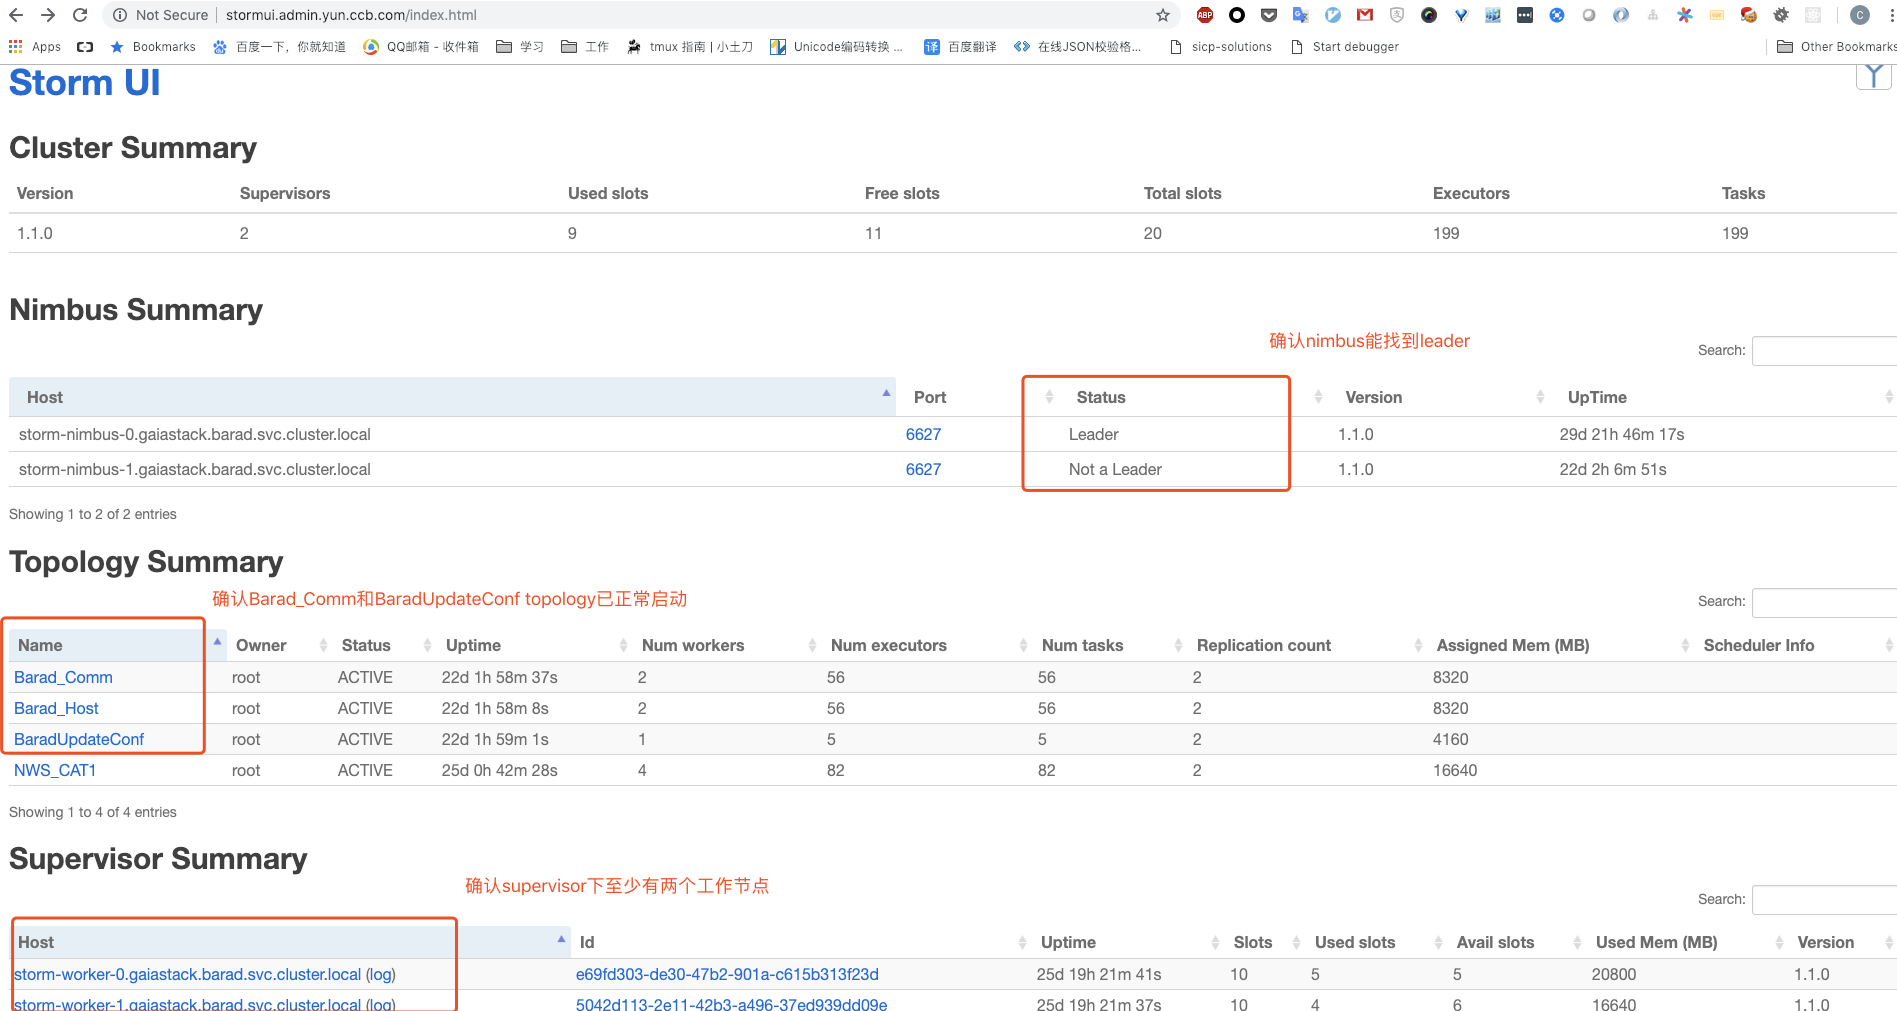 Not Secure | stormui.admin.yun.ccb.com/index.html
Apps Bookmarks 百度一下，你就知道 QQ邮箱 - 收件箱 学习 工作 tmux 指南 | 小土刀 Unicode编码转换 ... 百度翻译 在线JSON校验格... sicp-solutions Start debugger Other Bookmarks
Storm UI
Cluster Summary
Version Supervisors Used slots Free slots Total slots Executors Tasks
1.1.0 2 9 11 20 199 199
Nimbus Summary
确认nimbus能找到leader
Search:
Host Port Status Version UpTime
storm-nimbus-0.gaiastack.barad.svc.cluster.local 6627 Leader 1.1.0 29d 21h 46m 17s
storm-nimbus-1.gaiastack.barad.svc.cluster.local 6627 Not a Leader 1.1.0 22d 2h 6m 51s
Showing 1 to 2 of 2 entries
Topology Summary
确认Barad_Comm和BaradUpdateConf topology已正常启动
Search:
Name Owner Status Uptime Num workers Num executors Num tasks Replication count Assigned Mem (MB) Scheduler Info
Barad_Comm root ACTIVE 22d 1h 58m 37s 2 56 56 2 8320
Barad_Host root ACTIVE 22d 1h 58m 8s 2 56 56 2 8320
BaradUpdateConf root ACTIVE 22d 1h 59m 1s 1 5 5 2 4160
NWS_CAT1 root ACTIVE 25d 0h 42m 28s 4 82 82 2 16640
Showing 1 to 4 of 4 entries
Supervisor Summary
确认supervisor下至少有两个工作节点
Search:
Host Id Uptime Slots Used slots Avail slots Used Mem (MB) Version
storm-worker-0.gaiastack.barad.svc.cluster.local (log) e69fd303-de30-47b2-901a-c615b313f23d 25d 19h 21m 41s 10 5 5 20800 1.1.0
storm-worker-1.gaiastack.barad.svc.cluster.local (log) 5042d113-2e11-42b3-a496-37ed939dd09e 25d 19h 21m 37s 10 4 6 16640 1.1.0